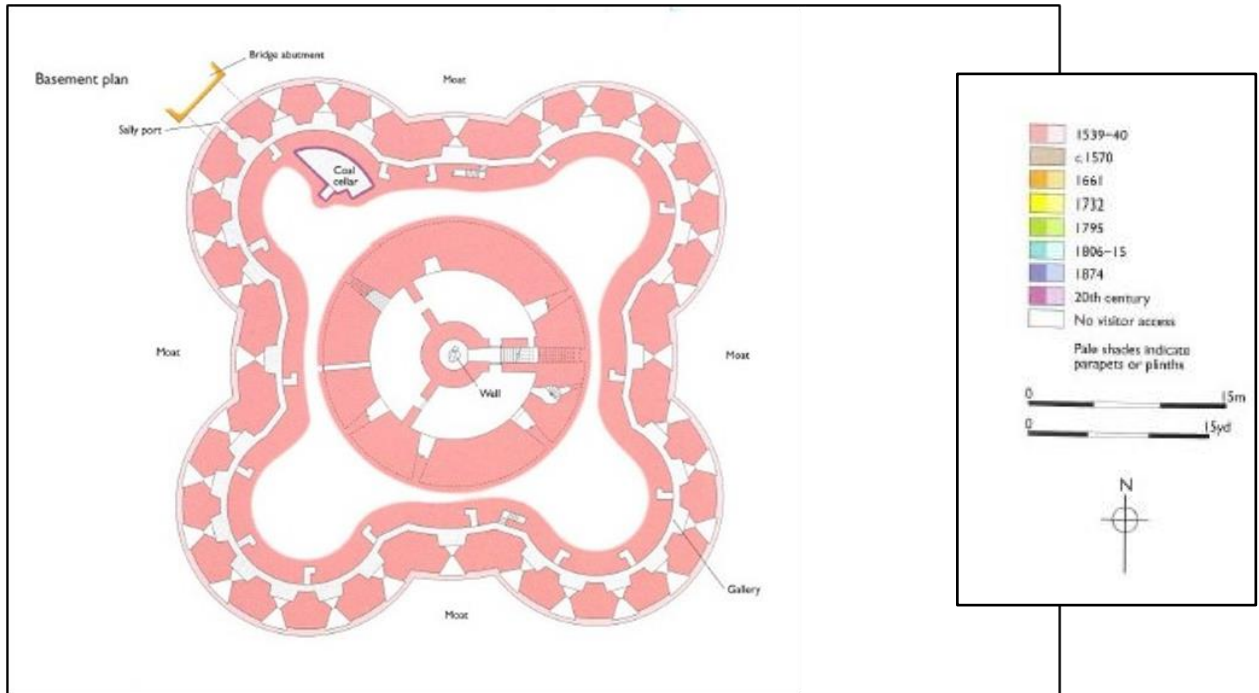 Basement plan
Bridge abutment
Moat
Sally port
Coal
cellar
Moat
Moat
Well
Gallery
Moat
1539–40
c.1570
1661
1732
1795
1806–15
1874
20th century
No visitor access
Pale shades indicate
parapets or plinths
0 15m
0 15yd
N